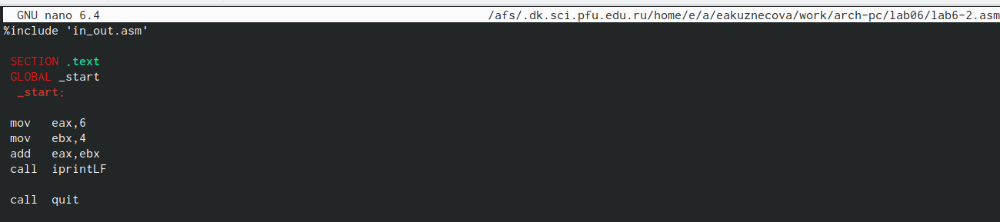 GNU nano 6.4 /afs/.dk.sci.pfu.edu.ru/home/e/a/eakuznecova/work/arch-pc/lab06/lab6-2.asm
%include 'in_out.asm'
SECTION .text
GLOBAL _start
_start:
mov eax,6
mov ebx,4
add eax,ebx
call iprintLF
call quit